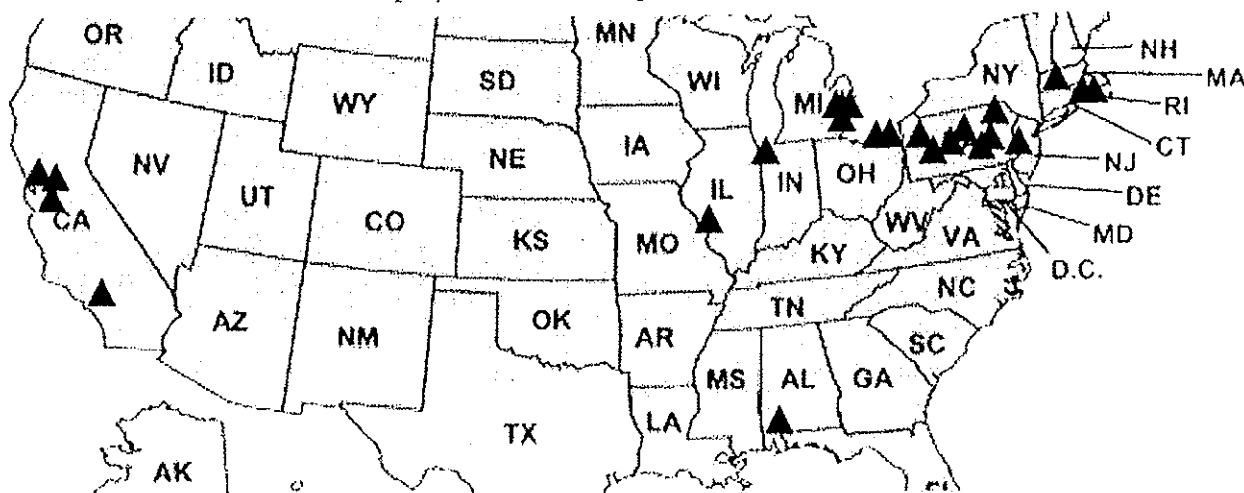 OR
MN
NH
ID
SD
WI
NY
MA
WY
MI
RI
CT
NV
NE
IA
NJ
UT
IL
IN
OH
DE
CA
CO
WV
MD
KS
MO
VA
KY
D.C.
NC
TN
AZ
OK
NM
AR
SC
MS
AL
GA
LA
TX
AK